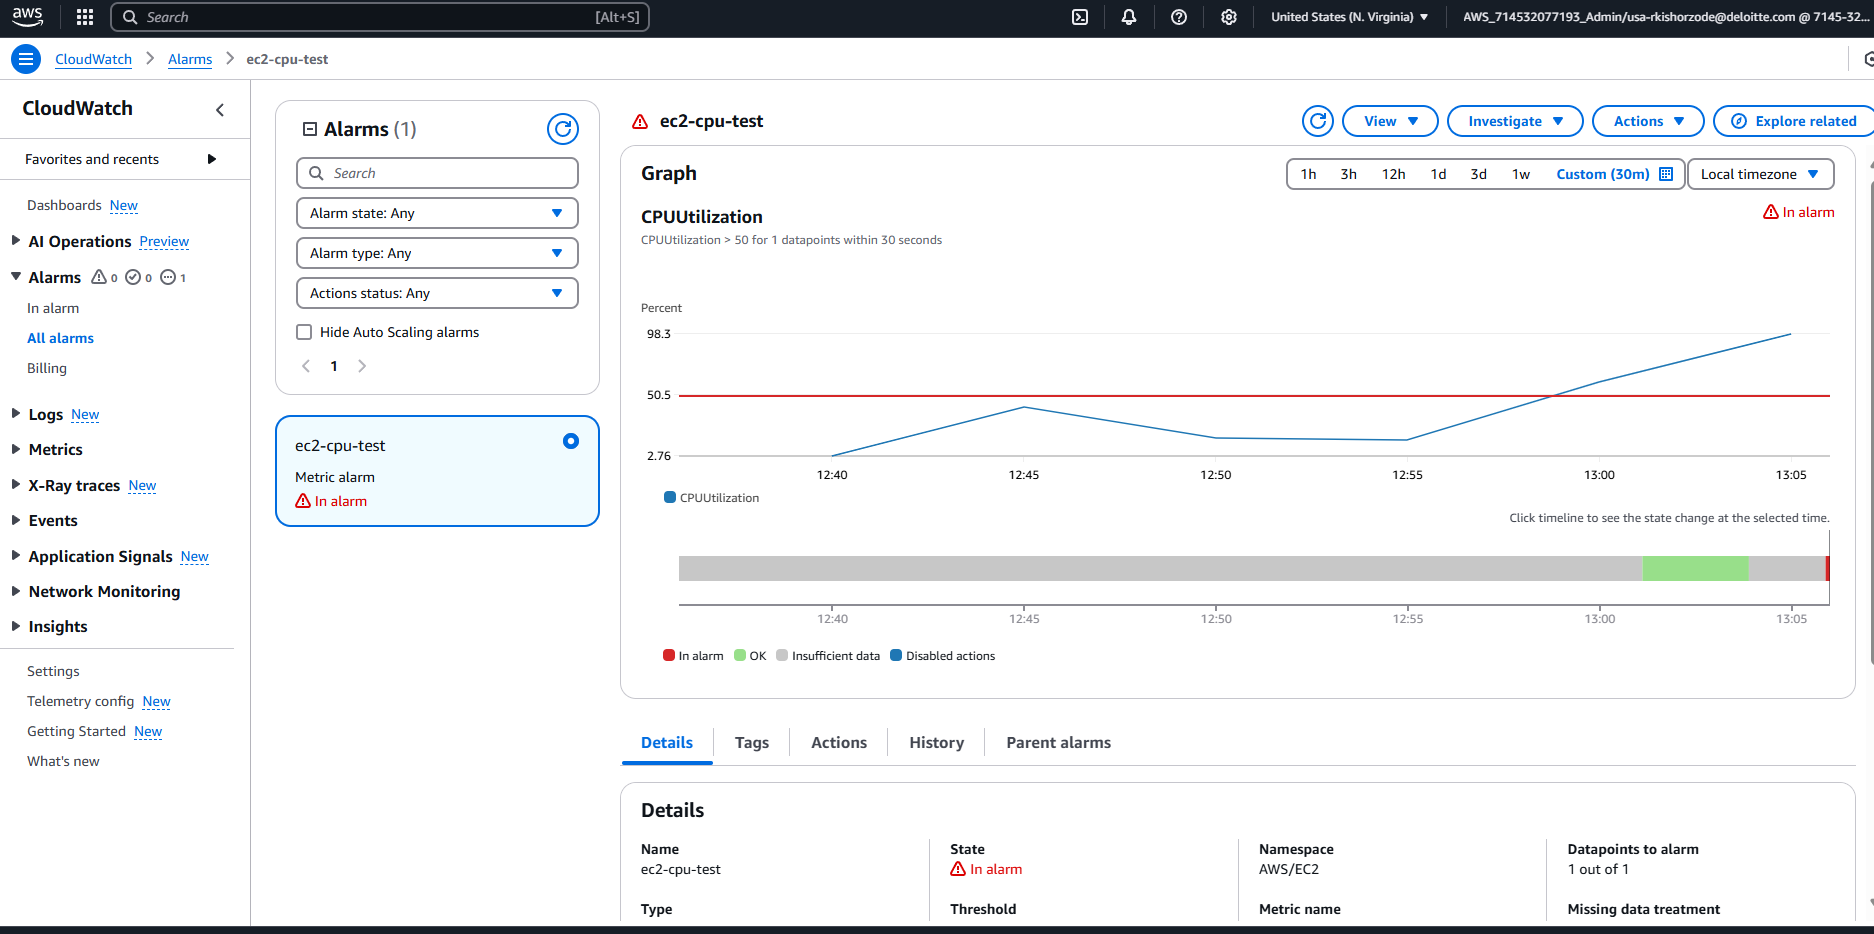 aws
Search
[Alt+S]
United States (N. Virginia)
AWS_714532077193_Admin/usa-rkishorzode@deloitte.com @ 7145-32...
CloudWatch
Alarms
ec2-cpu-test
CloudWatch
Favorites and recents
Dashboards New
AI Operations Preview
Alarms 0 0 1
In alarm
All alarms
Billing
Logs New
Metrics
X-Ray traces New
Events
Application Signals New
Network Monitoring
Insights
Settings
Telemetry config New
Getting Started New
What's new
Alarms (1)
Search
Alarm state: Any
Alarm type: Any
Actions status: Any
Hide Auto Scaling alarms
1
ec2-cpu-test
Metric alarm
In alarm
ec2-cpu-test
View
Investigate
Actions
Explore related
Graph
1h 3h 12h 1d 3d 1w Custom (30m)
Local timezone
CPUUtilization
In alarm
CPUUtilization > 50 for 1 datapoints within 30 seconds
Percent
98.3
50.5
2.76
12:40 12:45 12:50 12:55 13:00 13:05
CPUUtilization
Click timeline to see the state change at the selected time.
12:40 12:45 12:50 12:55 13:00 13:05
In alarm OK Insufficient data Disabled actions
Details Tags Actions History Parent alarms
Details
Name
ec2-cpu-test
Type
State
In alarm
Threshold
Namespace
AWS/EC2
Metric name
Datapoints to alarm
1 out of 1
Missing data treatment